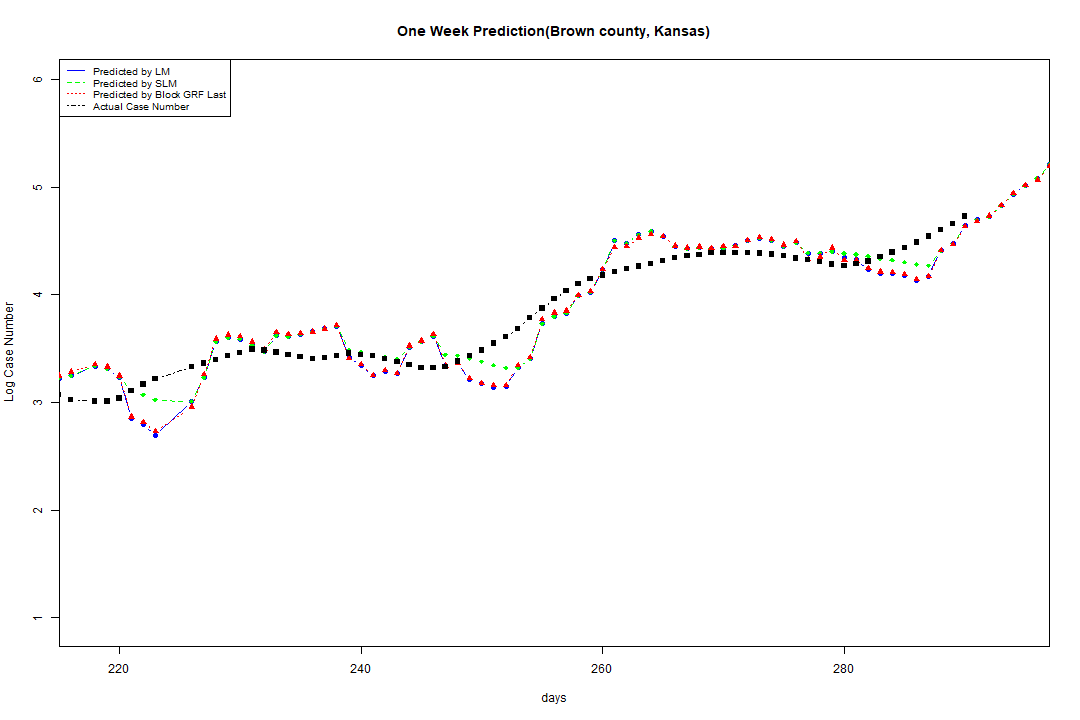 One Week Prediction(Brown county, Kansas)
Predicted by LM
Predicted by SLM
Predicted by Block GRF Last
Actual Case Number
6
5
4
3
2
1
Log Case Number
220
240
260
280
days